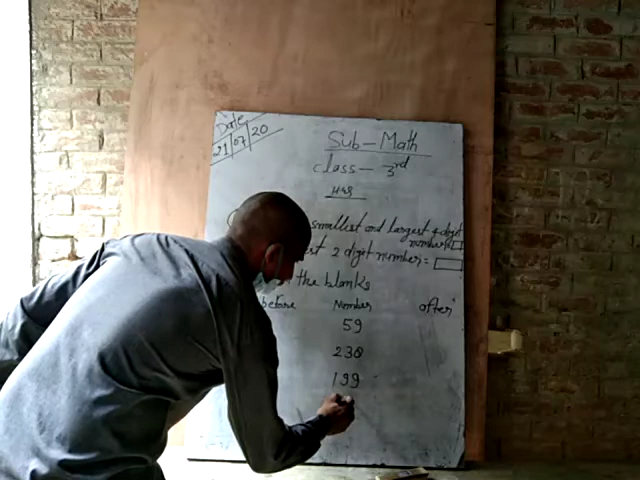 Date
21/07/20
Sub-Math
class- 3rd
H.W
smallest and largest 4 digit
number=
2 digit number=
the blanks
before Number after
59
230
199